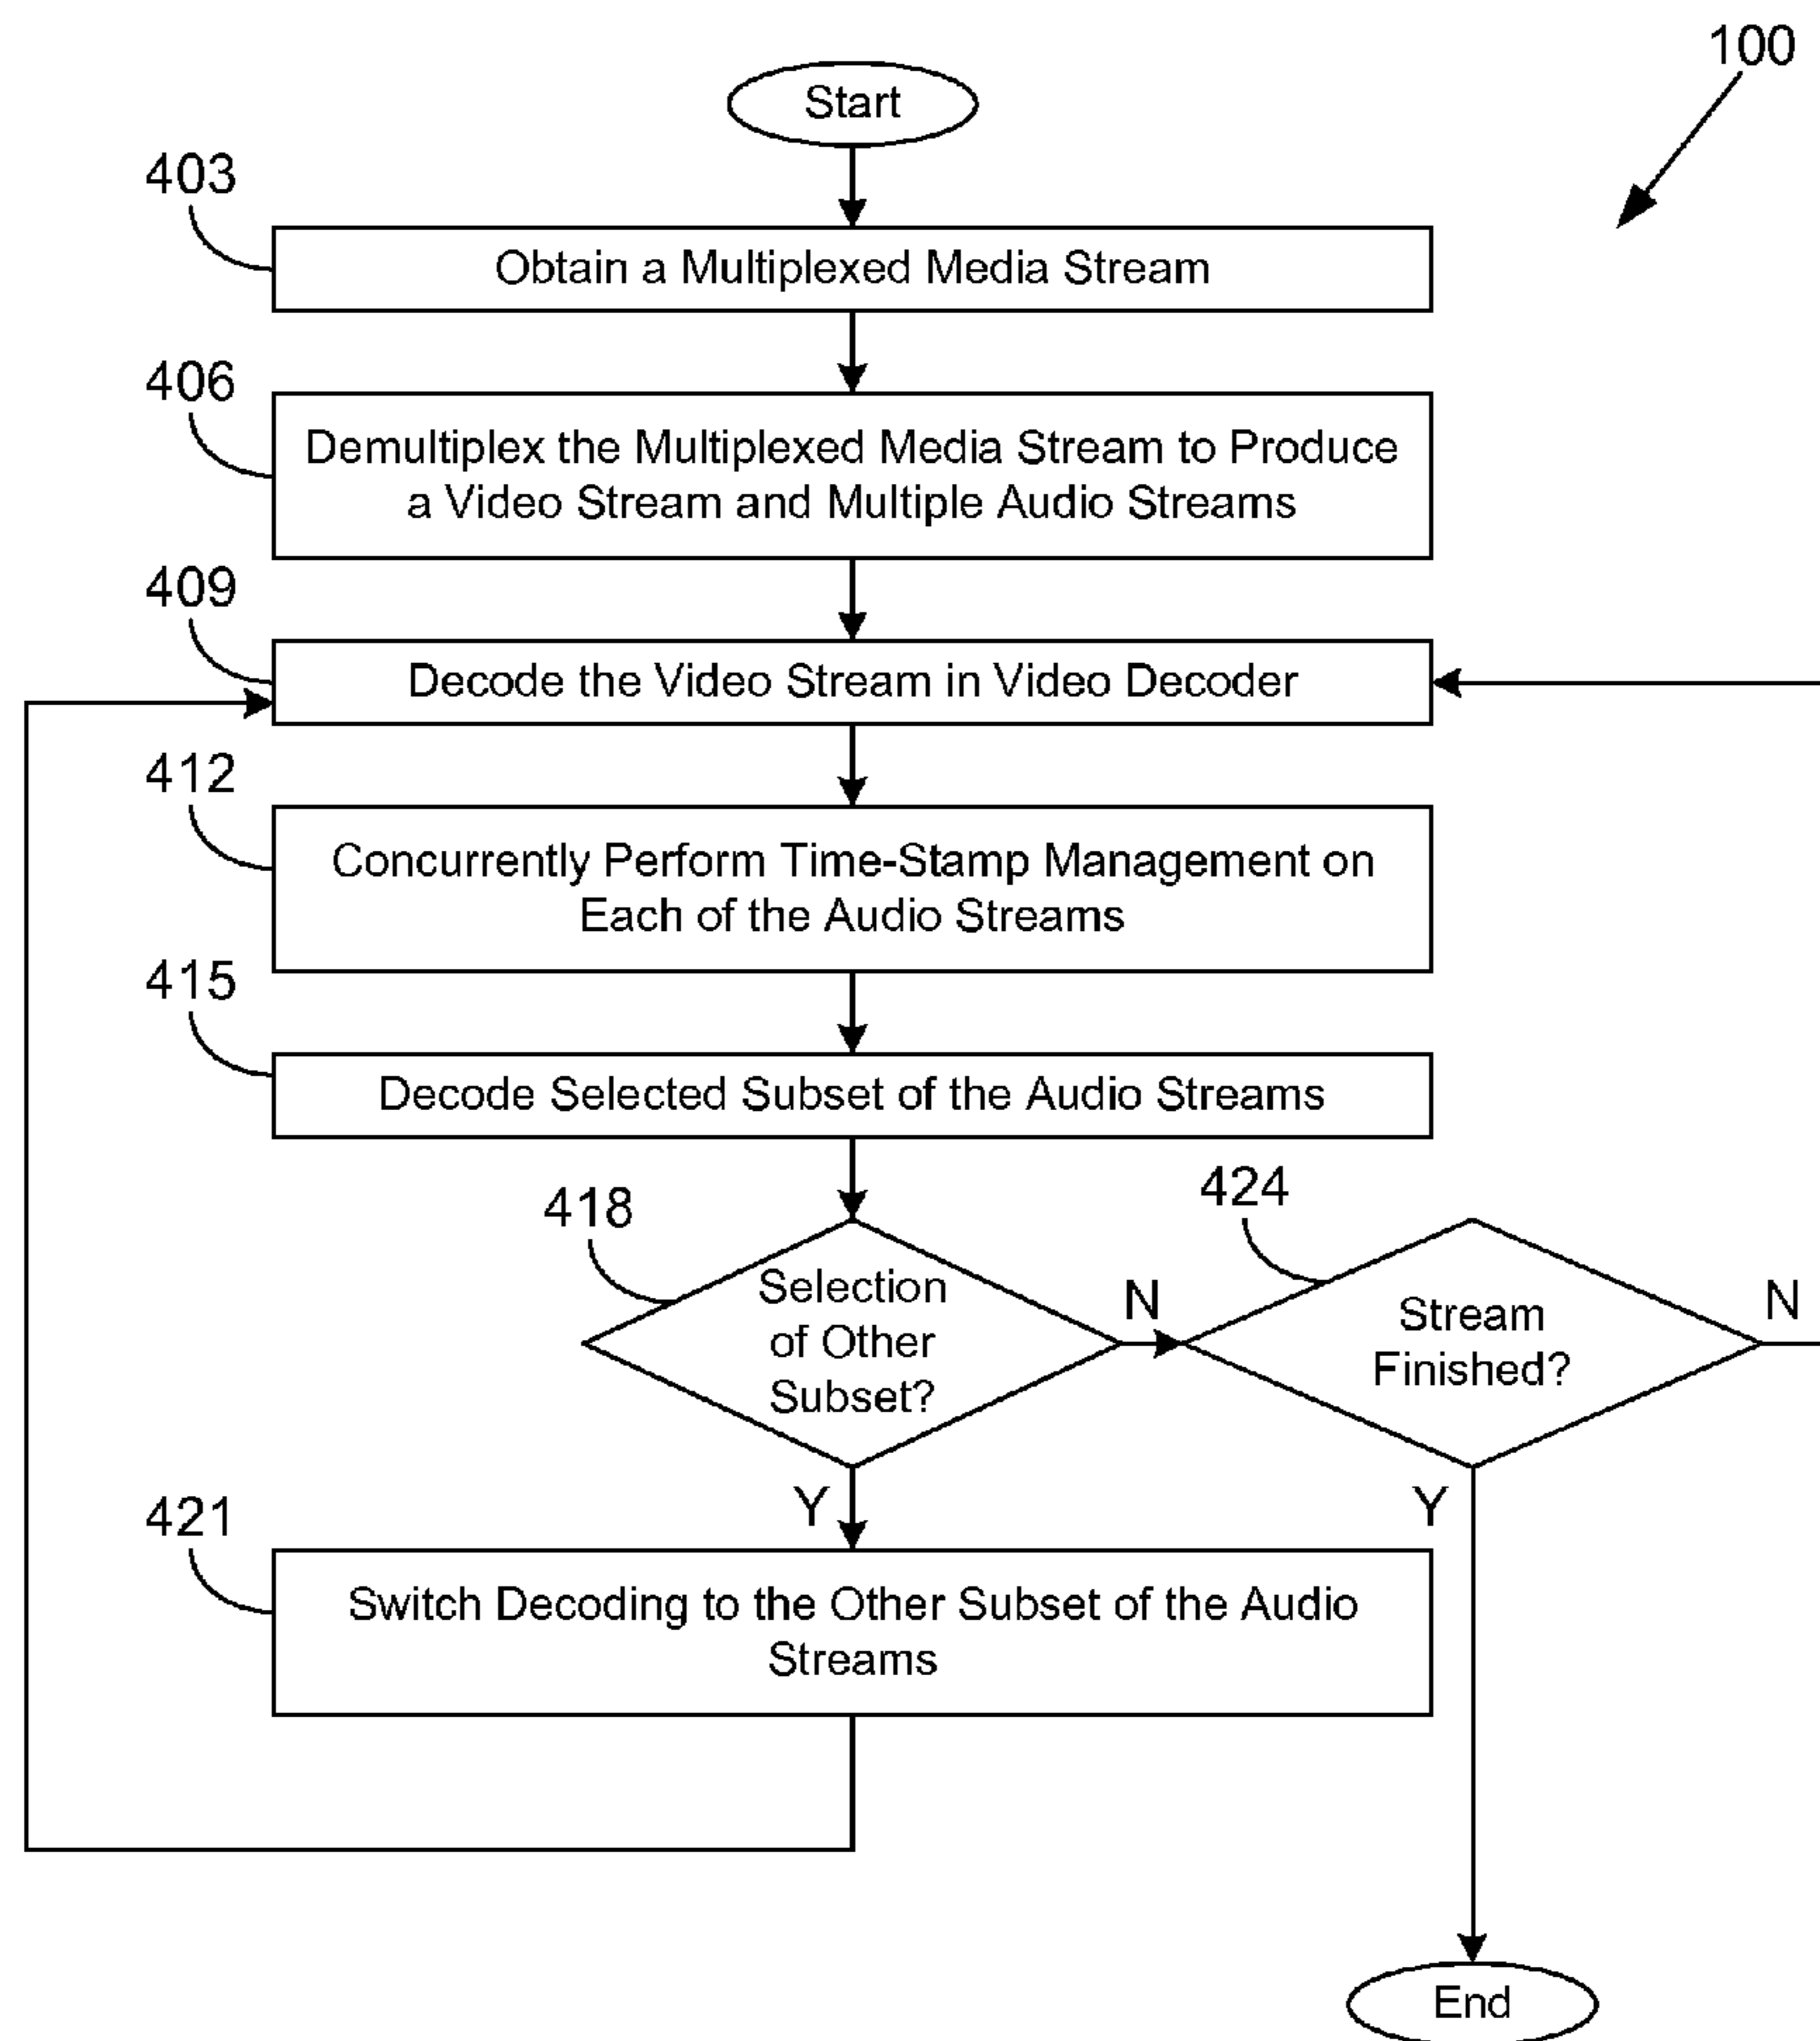 100
Start
403
Obtain a Multiplexed Media Stream
406
Demultiplex the Multiplexed Media Stream to Produce
a Video Stream and Multiple Audio Streams
409
Decode the Video Stream in Video Decoder
412
Concurrently Perform Time-Stamp Management on
Each of the Audio Streams
415
Decode Selected Subset of the Audio Streams
418
Selection
of Other
Subset?
N
424
Stream
Finished?
N
Y
Y
421
Switch Decoding to the Other Subset of the Audio
Streams
End